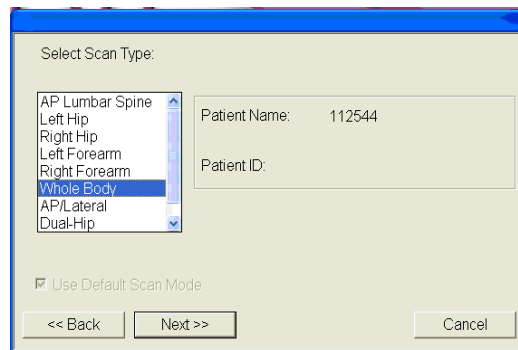 Select Scan Type:
AP Lumbar Spine
Left Hip
Right Hip
Left Forearm
Right Forearm
Whole Body
AP/Lateral
Dual-Hip
Patient Name: 112544
Patient ID:
Use Default Scan Mode
<< Back Next >> Cancel